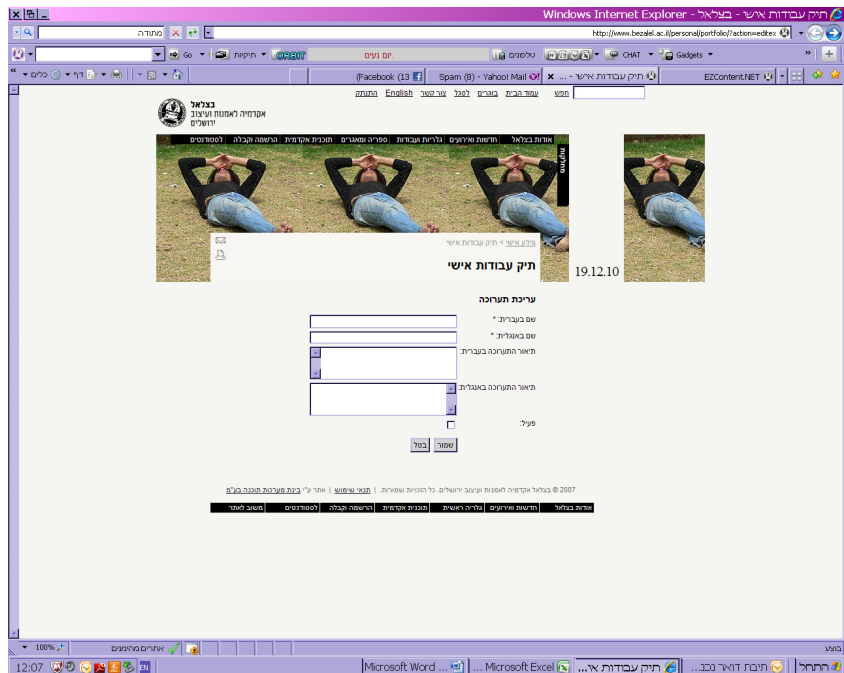 תיק עבודות אישי - בצלאל - Windows Internet Explorer
http://www.bezalel.ac.il/personal/portfolio/?action=editex
מתודה
Gadgets
CHAT
טלסנים
יום נעים.
ORBIT
תיקיות
Go
EZContent.NET
תיק עבודות אישי - ...
Spam (8) - Yahoo! Mail
(Facebook (13
דף
כלים
חפש
עמוד הבית בוגרים לסגל צור קשר English התנתק
בצלאל
אקדמיה לאמנות ועיצוב
ירושלים
אודות בצלאל חדשות ואירועים גלריות ועבודות ספריה ומאגרים תוכנית אקדמית הרשמה וקבלה לסטודנטים
מחלקות
מידע אישי > תיק עבודות אישי
תיק עבודות אישי
19.12.10
עריכת תערוכה
שם בעברית: *
שם באנגלית: *
תיאור התערוכה בעברית:
תיאור התערוכה באנגלית:
פעיל:
שמור בטל
2007 © בצלאל אקדמיה לאמנות ועיצוב ירושלים. כל הזכויות שמורות. | תנאי שימוש | אתר ע"י בינת מערכות תוכנה בע"מ
אודות בצלאל חדשות ואירועים גלריה ראשית תוכנית אקדמית הרשמה וקבלה לסטודנטים משוב לאתר
בוצע
אתרים מהימנים
100%
התחל
תיבת דואר נכנ...
תיק עבודות אי...
Microsoft Excel ...
Microsoft Word ...
EN
12:07